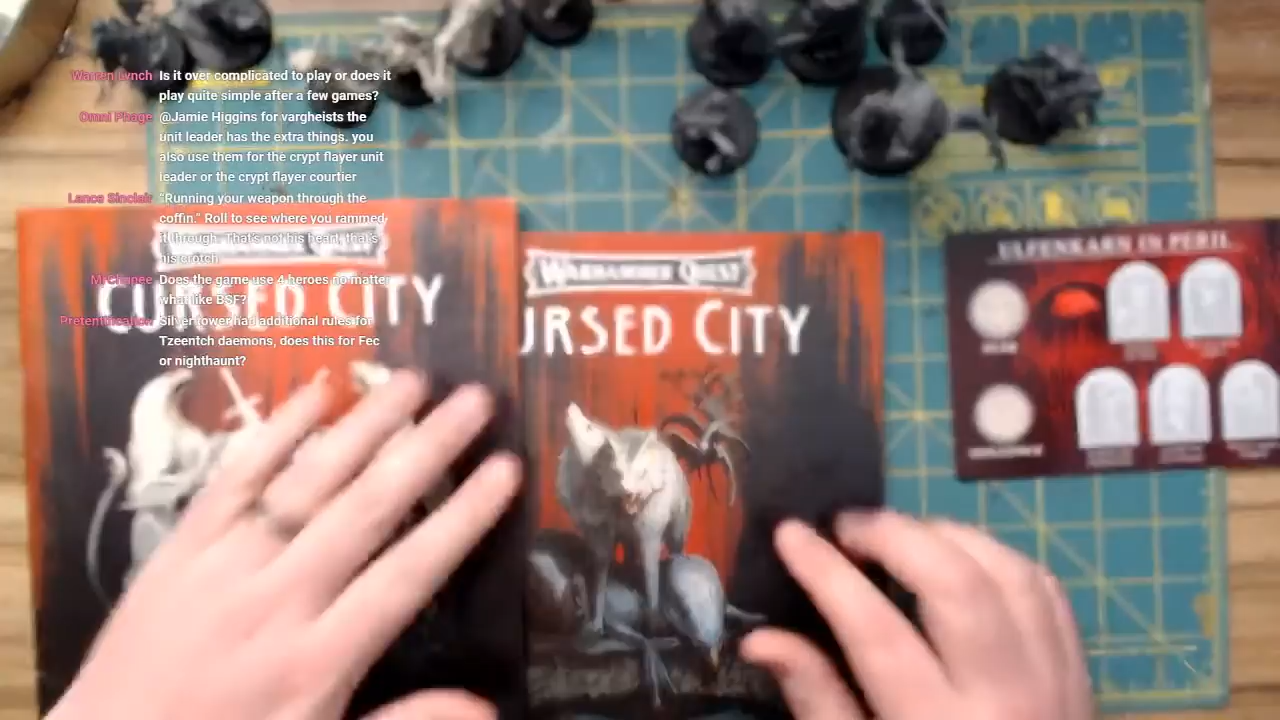 Warren Lynch Is it over complicated to play or does it
play quite simple after a few games?
Omni Phage @Jamie Higgins for vargheists the
unit leader has the extra things. you
also use them for the crypt flayer unit
leader or the crypt flayer courtier
Lance Sinclair "Running your weapon through the
coffin." Roll to see where you rammed
it through. That's not his heart, that's
his crotch
Does the game use 4 heroes no matter
what like BSF?
Silver tower had additional rules for
Tzeentch daemons, does this for Fec
or nighthaunt?
CURSED CITY
WARHAMMER QUEST
URSED CITY
ULFENKARN IN PERIL
FEAR